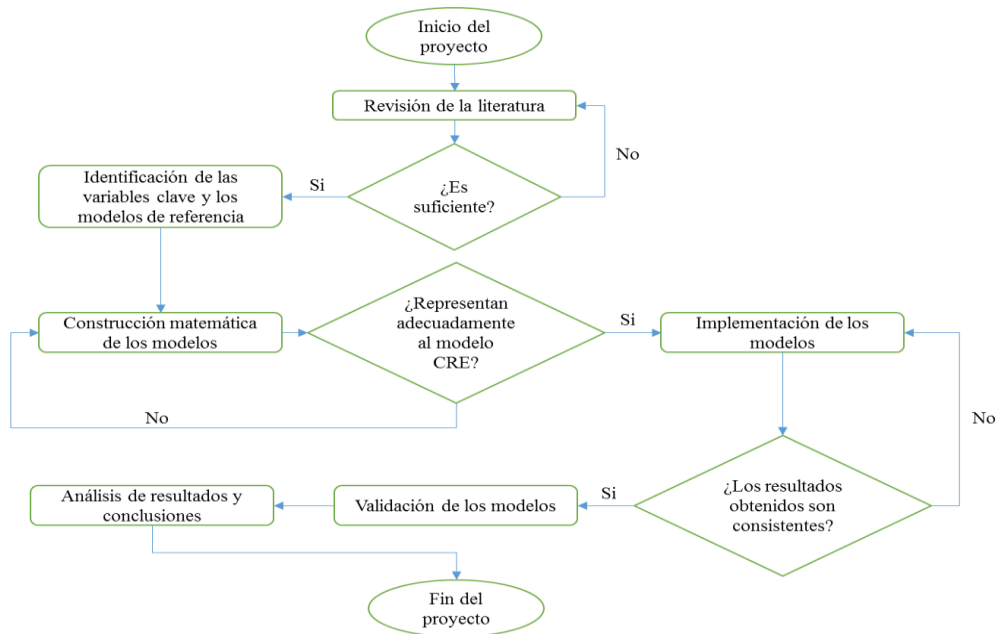 Inicio del
proyecto
Revisión de la literatura
No
¿Es
suficiente?
Si
Identificación de las
variables clave y los
modelos de referencia
Construcción matemática
de los modelos
¿Representan
adecuadamente
al modelo
CRE?
Si
Implementación de los
modelos
No
No
¿Los resultados
obtenidos son
consistentes?
Si
Validación de los modelos
Análisis de resultados y
conclusiones
Fin del
proyecto